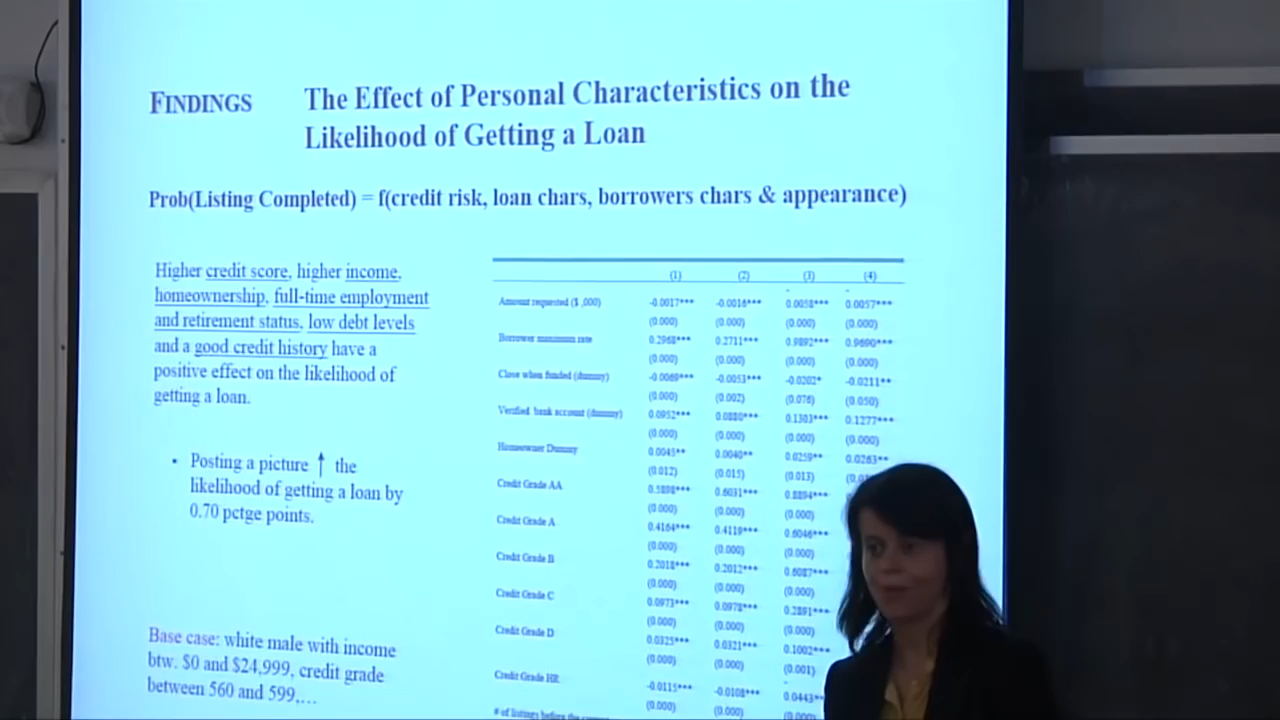 FINDINGS The Effect of Personal Characteristics on the
Likelihood of Getting a Loan
Prob(Listing Completed) = f(credit risk, loan chars, borrowers chars & appearance)
Higher credit score, higher income,
homeownership, full-time employment
and retirement status, low debt levels
and a good credit history have a
positive effect on the likelihood of
getting a loan.
• Posting a picture ↑ the
likelihood of getting a loan by
0.70 pctge points.
Base case: white male with income
btw. $0 and $24,999, credit grade
between 560 and 599,…
(1) (2) (3) (4)
Amount requested ($ ,000) -0.0017*** -0.0016*** 0.0058*** 0.0057***
(0.000) (0.000) (0.000) (0.000)
Borrower maximum rate 0.2968*** 0.2711*** 0.9892*** 0.9690***
(0.000) (0.000) (0.000) (0.000)
Close when funded (dummy) -0.0069*** -0.0053*** -0.0202* -0.0211**
(0.000) (0.002) (0.076) (0.050)
Verified bank account (dummy) 0.0952*** 0.0880*** 0.1303*** 0.1277***
(0.000) (0.000) (0.000) (0.000)
Homeowner Dummy 0.0045** 0.0040** 0.0259** 0.0263**
(0.012) (0.015) (0.013)
Credit Grade AA 0.5898*** 0.6031*** 0.8894***
(0.000) (0.000) (0.000)
Credit Grade A 0.4164*** 0.4119*** 0.6046***
(0.000) (0.000) (0.000)
Credit Grade B 0.2018*** 0.2012*** 0.6087***
(0.000) (0.000) (0.000)
Credit Grade C 0.0973*** 0.0978*** 0.2891***
(0.000) (0.000) (0.000)
Credit Grade D 0.0325*** 0.0321*** 0.1002***
(0.000) (0.000) (0.001)
Credit Grade HR -0.0115*** -0.0108*** 0.0443**
(0.000) (0.000)
# of listings before the